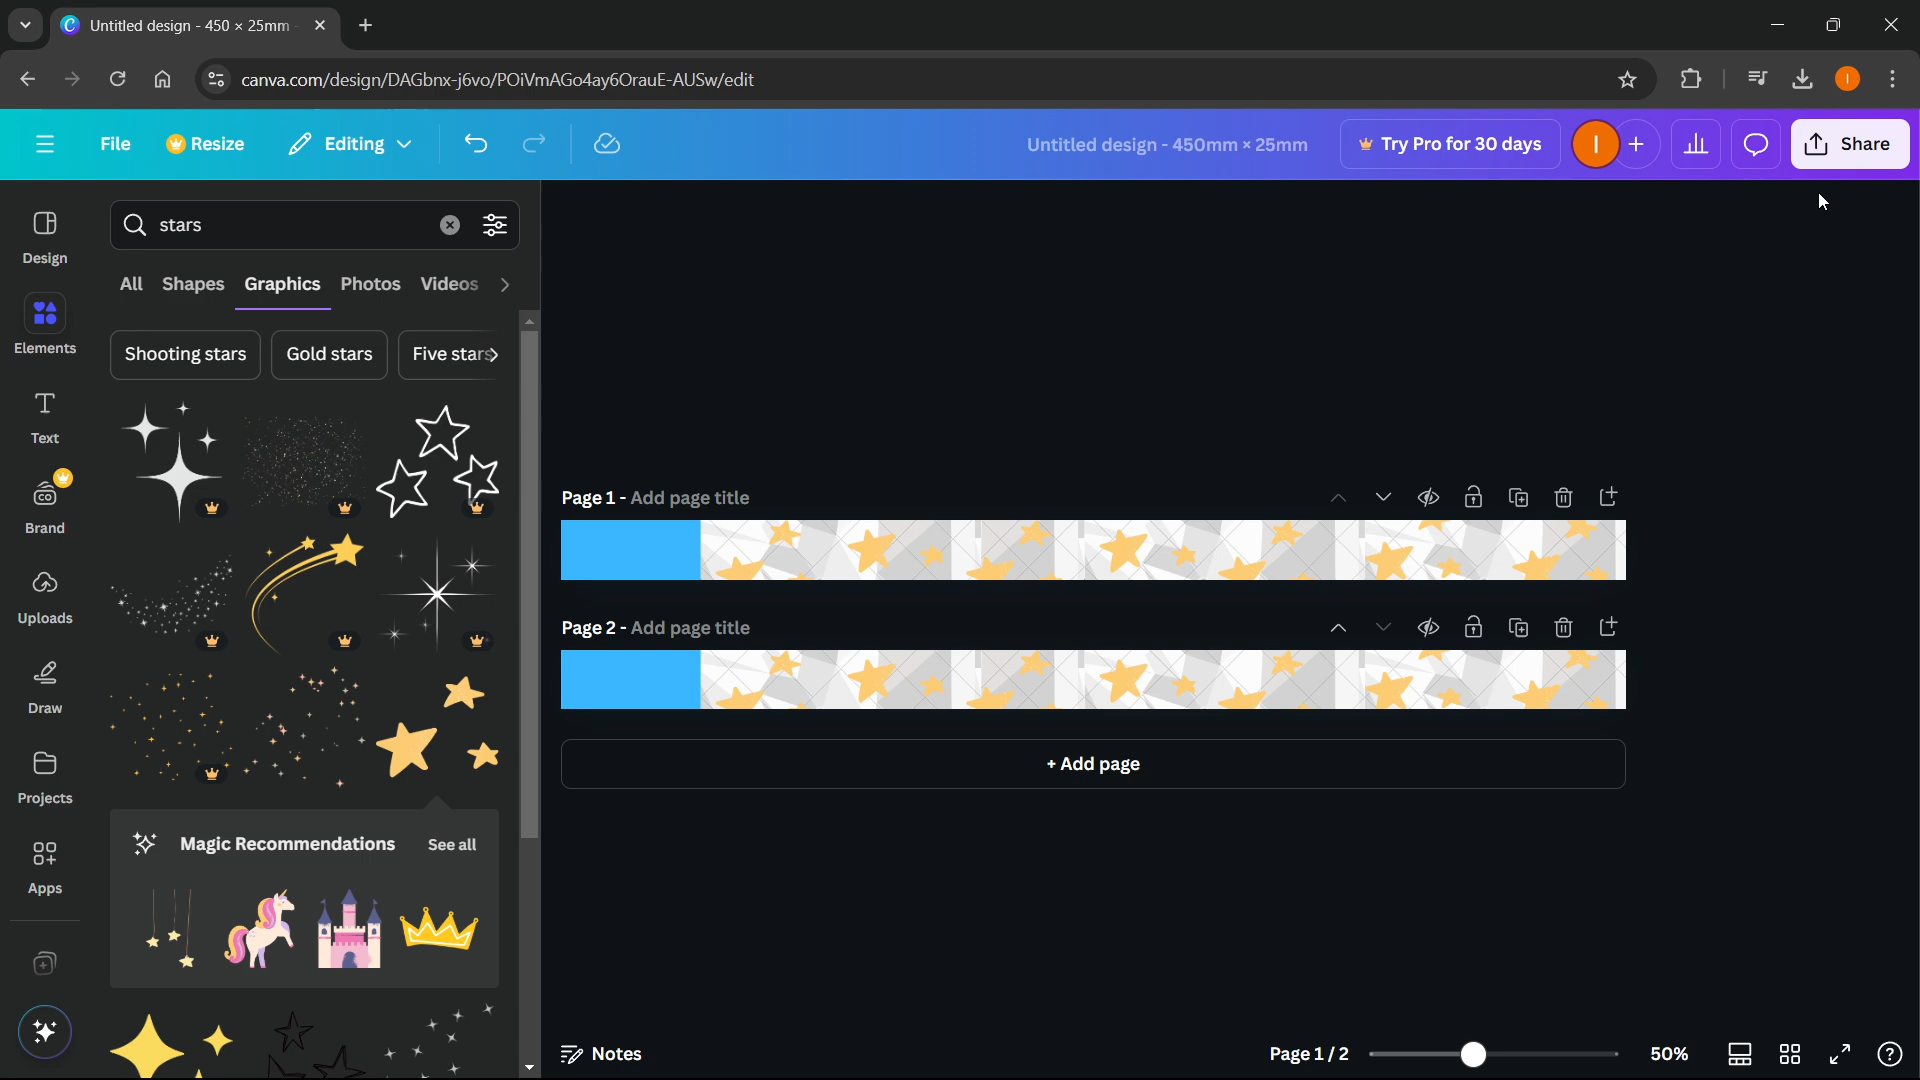 Untitled design - 450 × 25mm -
canva.com/design/DAGbnx-j6vo/POiVmAGo4ay6OrauE-AUSw/edit
I
File
Resize
Editing
Untitled design - 450mm × 25mm
Try Pro for 30 days
I
Share
Design
Elements
Text
Brand
Uploads
Draw
Projects
Apps
stars
All Shapes Graphics Photos Videos
Shooting stars
Gold stars
Five stars
Magic Recommendations
See all
Page 1 - Add page title
Page 2 - Add page title
+ Add page
Notes
Page 1 / 2
50%